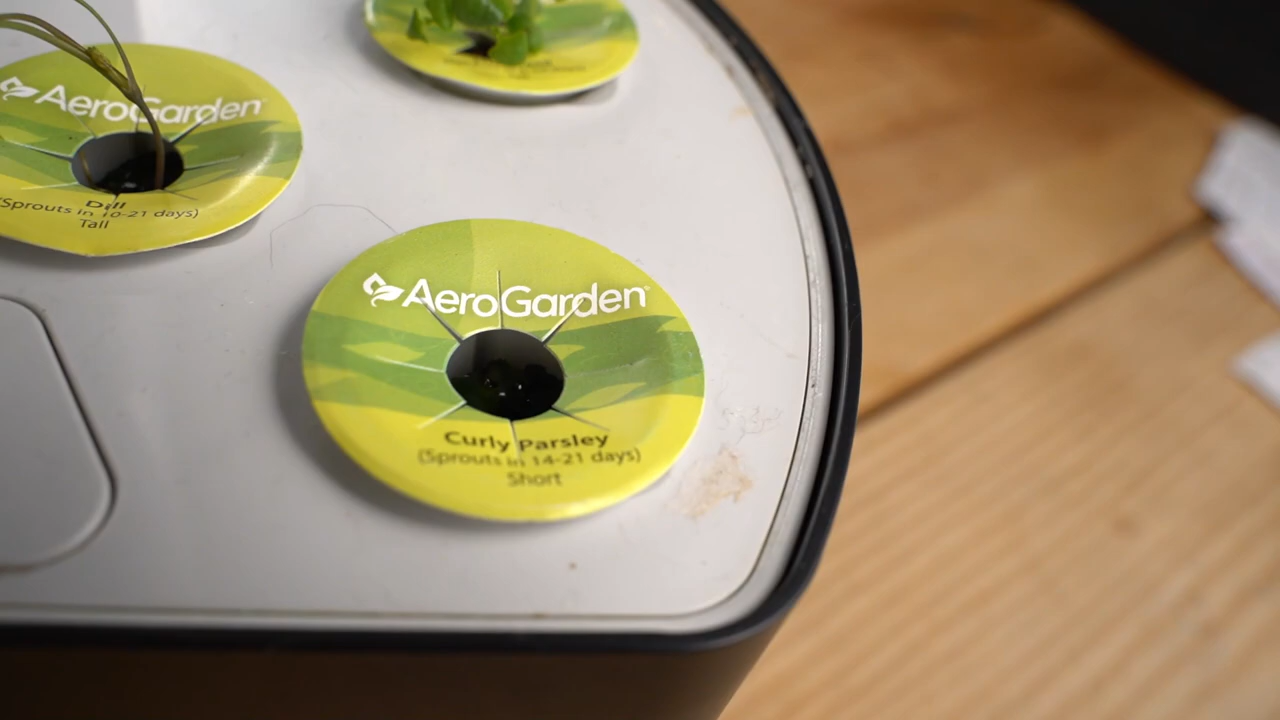 AeroGarden
Dill
(Sprouts in 10-21 days)
Tall
AeroGarden
Curly Parsley
(Sprouts in 14-21 days)
Short